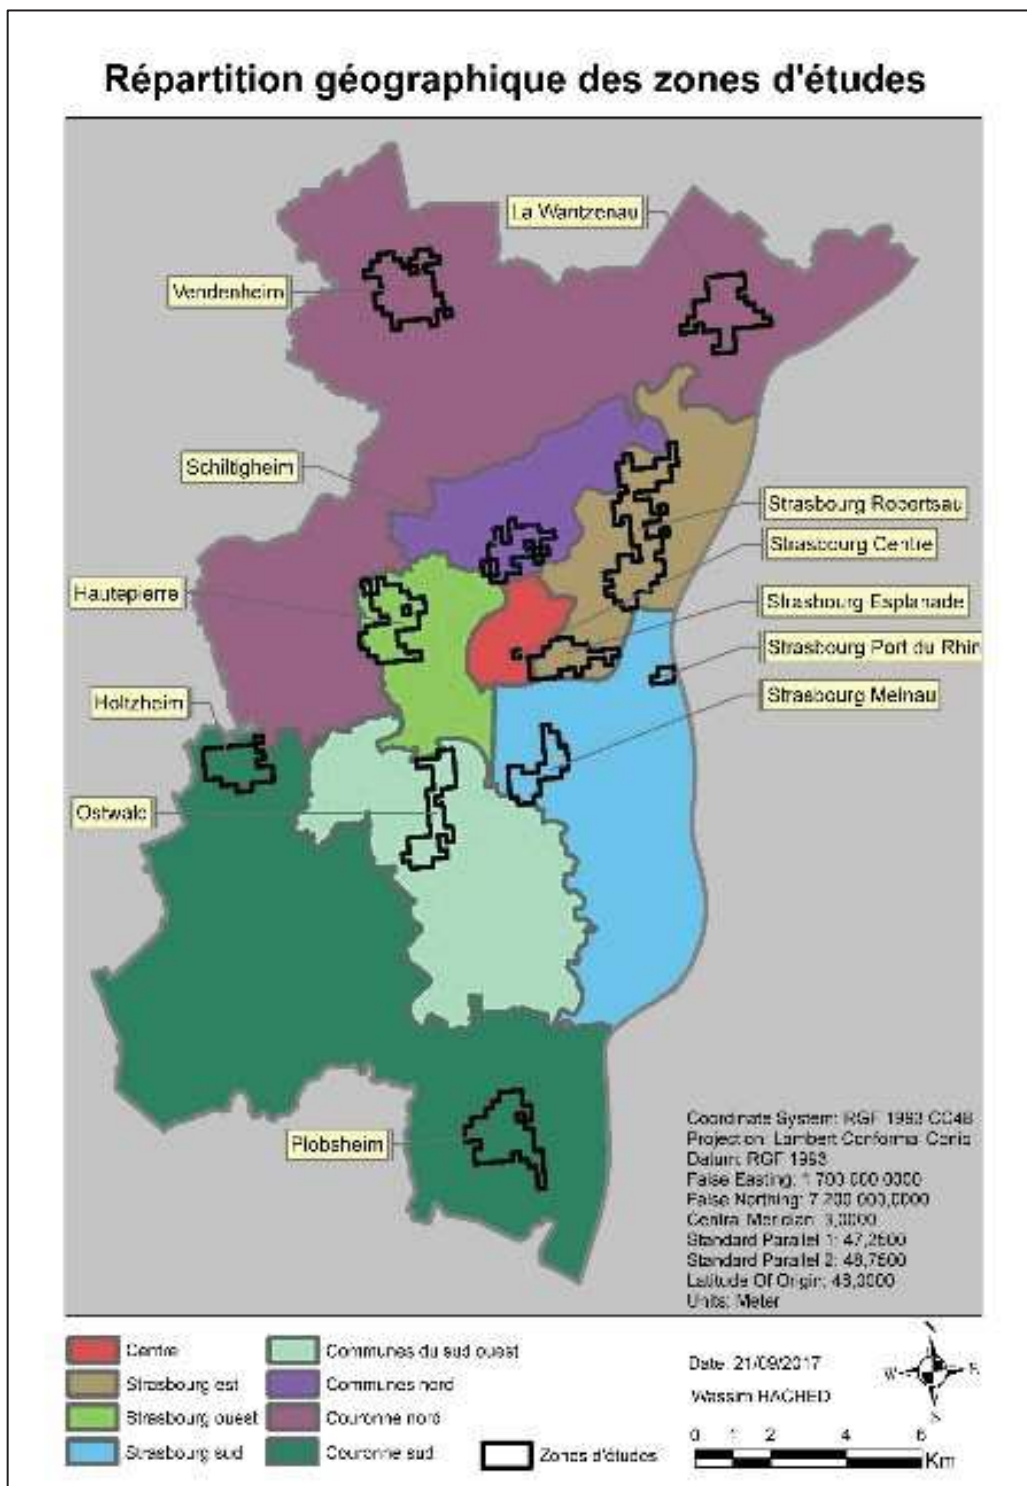 Répartition géographique des zones d'études
La Wantzenau
Vendenheim
Schiltigheim
Strasbourg Robertsau
Strasbourg Centre
Hautepierre
Strasbourg Esplanade
Strasbourg Port du Rhin
Strasbourg Meinau
Holtzheim
Ostwald
Plobsheim
Coordinate System: RGF 1993 CC48
Projection: Lambert Conformal Conic
Datum: RGF 1993
False Easting: 1 700 000,0000
False Northing: 7 200 000,0000
Central Meridian: 3,0000
Standard Parallel 1: 47,2500
Standard Parallel 2: 48,7500
Latitude Of Origin: 48,0000
Units: Meter
Centre
Communes du sud ouest
Strasbourg est
Communes nord
Strasbourg ouest
Couronne nord
Strasbourg sud
Couronne sud
Zones d'études
Date: 21/09/2017
Wassim HACHED
N
W
E
S
0 1 2 4 6
Km